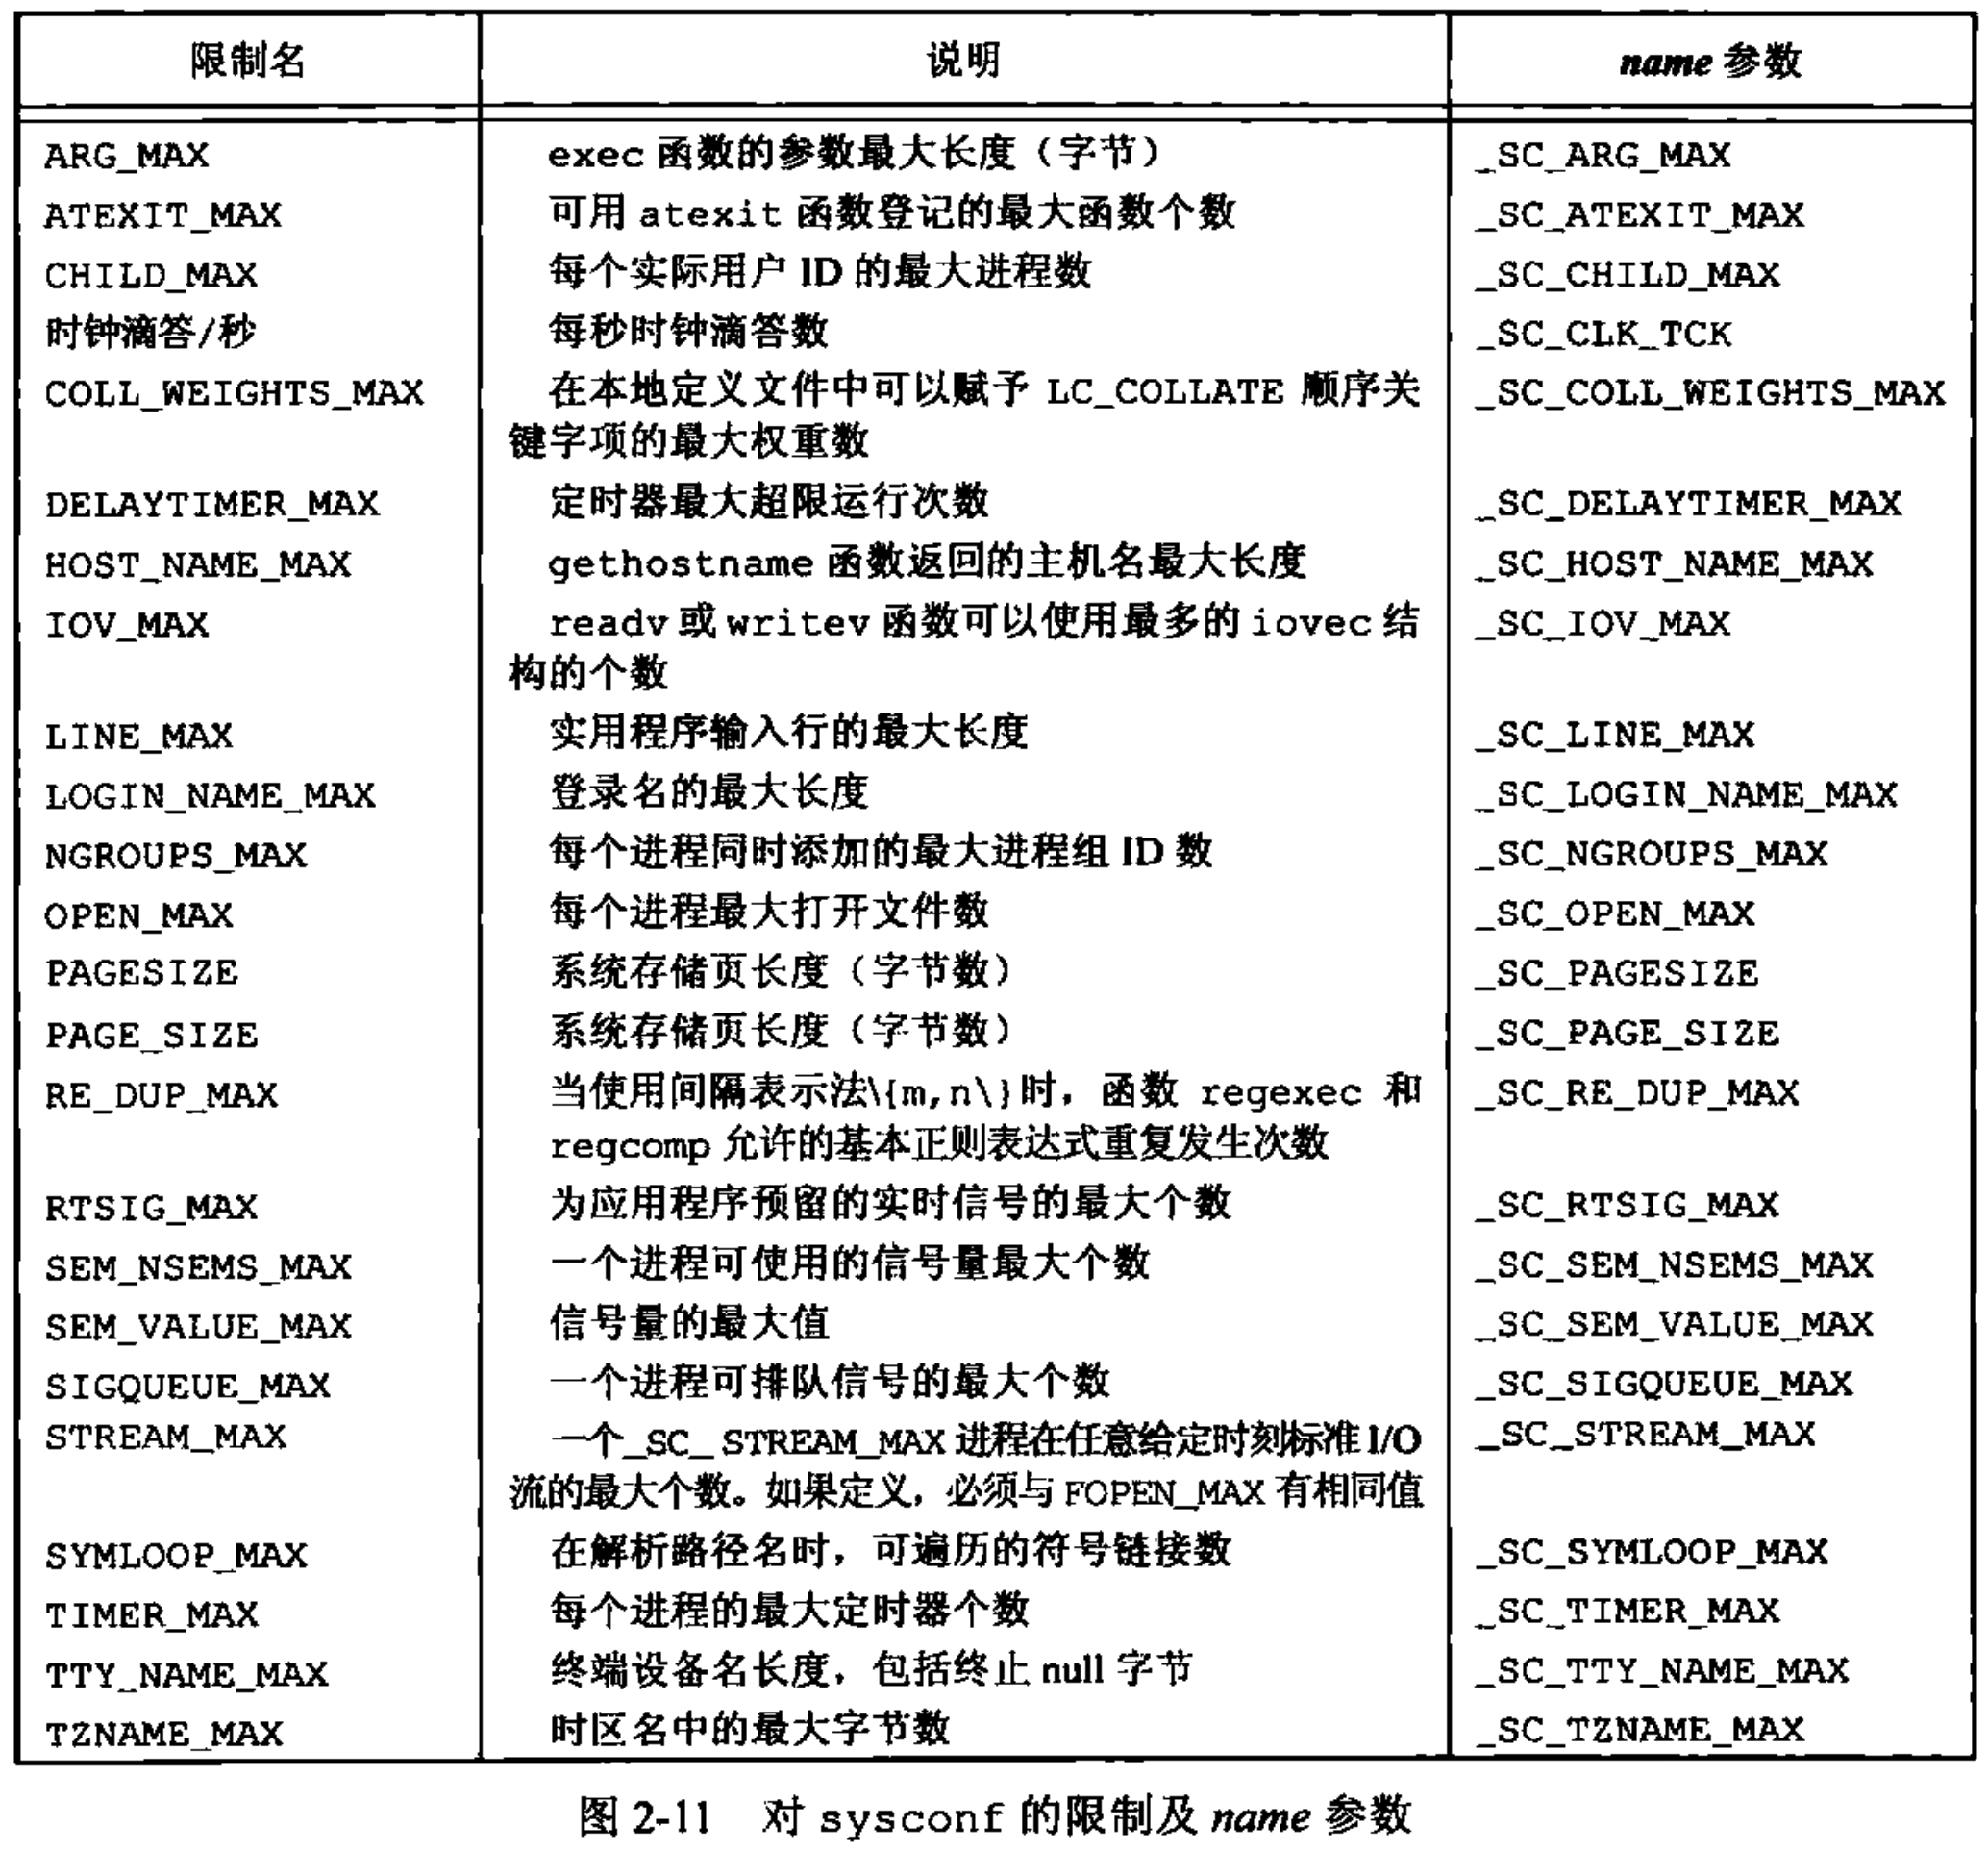 限制名 说明 name 参数
ARG_MAX exec 函数的参数最大长度（字节） _SC_ARG_MAX
ATEXIT_MAX 可用 atexit 函数登记的最大函数个数 _SC_ATEXIT_MAX
CHILD_MAX 每个实际用户 ID 的最大进程数 _SC_CHILD_MAX
时钟滴答/秒 每秒时钟滴答数 _SC_CLK_TCK
COLL_WEIGHTS_MAX 在本地定义文件中可以赋予 LC_COLLATE 顺序关 _SC_COLL_WEIGHTS_MAX
键字项的最大权重数
DELAYTIMER_MAX 定时器最大超限运行次数 _SC_DELAYTIMER_MAX
HOST_NAME_MAX gethostname 函数返回的主机名最大长度 _SC_HOST_NAME_MAX
IOV_MAX readv 或 writev 函数可以使用最多的 iovec 结 _SC_IOV_MAX
构的个数
LINE_MAX 实用程序输入行的最大长度 _SC_LINE_MAX
LOGIN_NAME_MAX 登录名的最大长度 _SC_LOGIN_NAME_MAX
NGROUPS_MAX 每个进程同时添加的最大进程组 ID 数 _SC_NGROUPS_MAX
OPEN_MAX 每个进程最大打开文件数 _SC_OPEN_MAX
PAGESIZE 系统存储页长度（字节数） _SC_PAGESIZE
PAGE_SIZE 系统存储页长度（字节数） _SC_PAGE_SIZE
RE_DUP_MAX 当使用间隔表示法\{m,n\}时，函数 regexec 和 _SC_RE_DUP_MAX
regcomp 允许的基本正则表达式重复发生次数
RTSIG_MAX 为应用程序预留的实时信号的最大个数 _SC_RTSIG_MAX
SEM_NSEMS_MAX 一个进程可使用的信号量最大个数 _SC_SEM_NSEMS_MAX
SEM_VALUE_MAX 信号量的最大值 _SC_SEM_VALUE_MAX
SIGQUEUE_MAX 一个进程可排队信号的最大个数 _SC_SIGQUEUE_MAX
STREAM_MAX 一个_SC_ STREAM_MAX 进程在任意给定时刻标准 I/O _SC_STREAM_MAX
流的最大个数。如果定义，必须与 FOPEN_MAX 有相同值
SYMLOOP_MAX 在解析路径名时，可遍历的符号链接数 _SC_SYMLOOP_MAX
TIMER_MAX 每个进程的最大定时器个数 _SC_TIMER_MAX
TTY_NAME_MAX 终端设备名长度，包括终止 null 字节 _SC_TTY_NAME_MAX
TZNAME_MAX 时区名中的最大字节数 _SC_TZNAME_MAX
图 2-11 对 sysconf 的限制及 name 参数